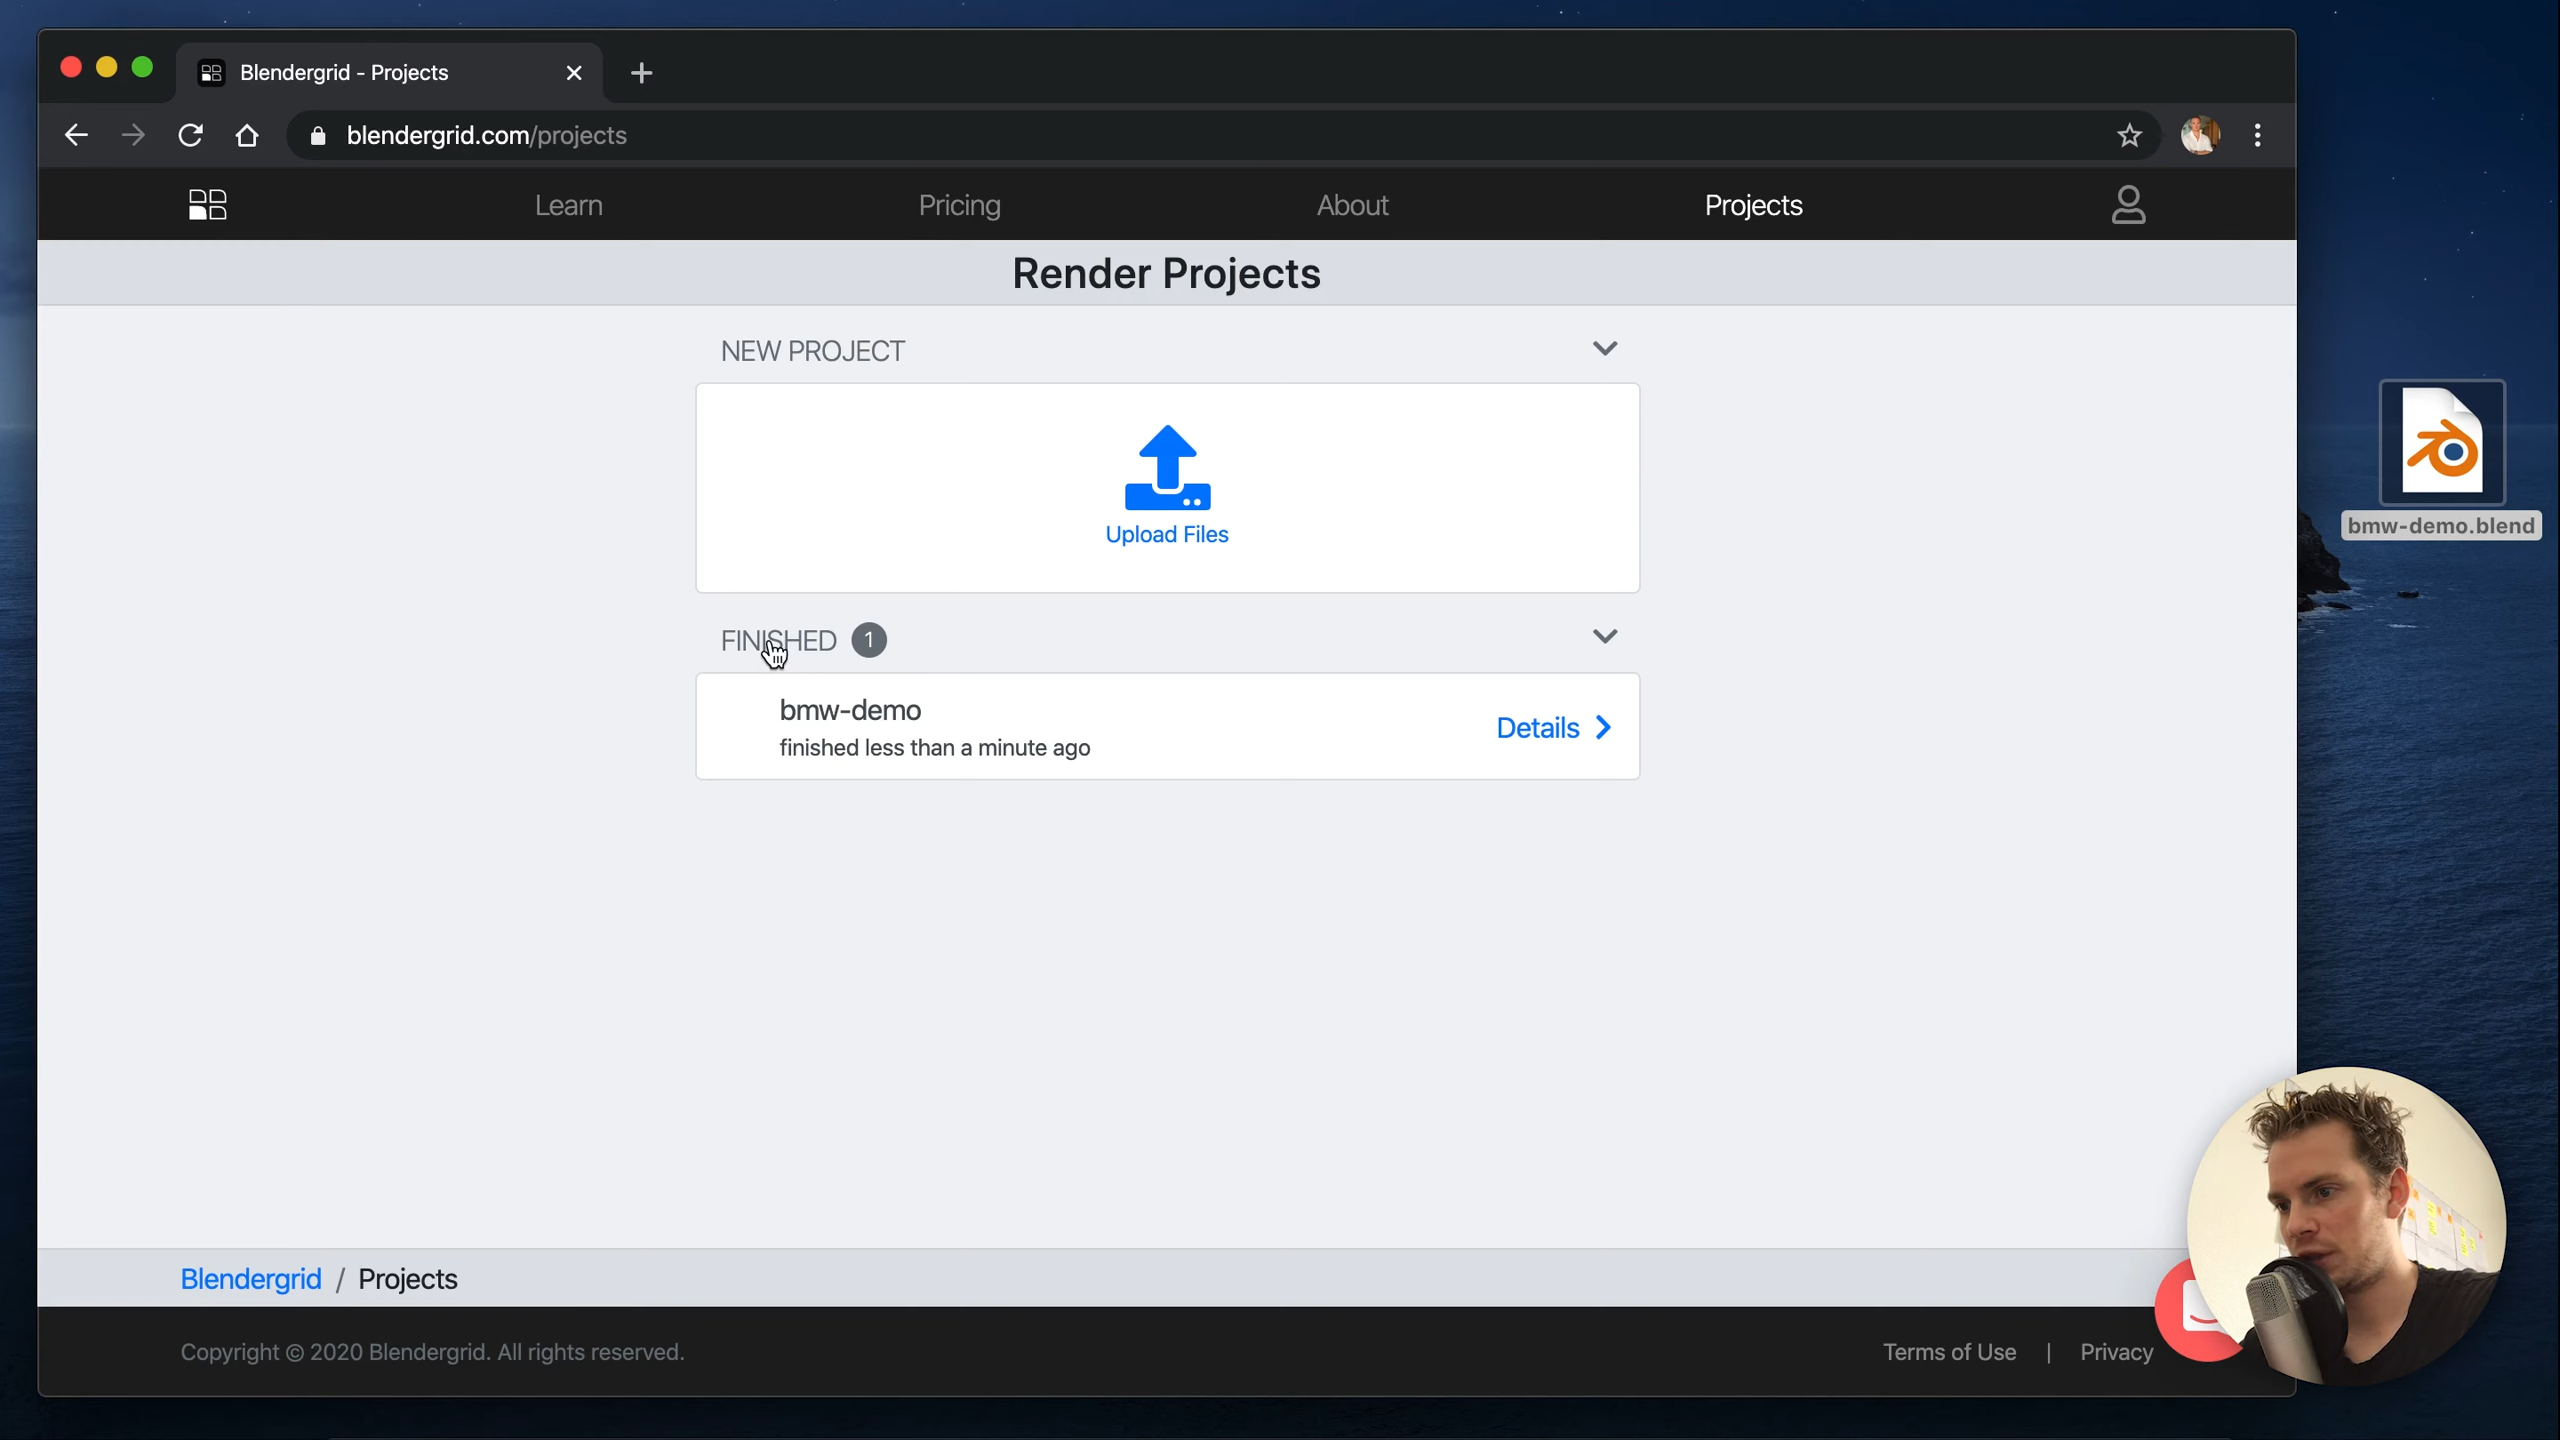 Blendergrid - Projects
blendergrid.com/projects
Learn
Pricing
About
Projects
Render Projects
NEW PROJECT
Upload Files
bmw-demo.blend
FINISHED 1
bmw-demo
finished less than a minute ago
Details
Blendergrid / Projects
Copyright © 2020 Blendergrid. All rights reserved.
Terms of Use | Privacy